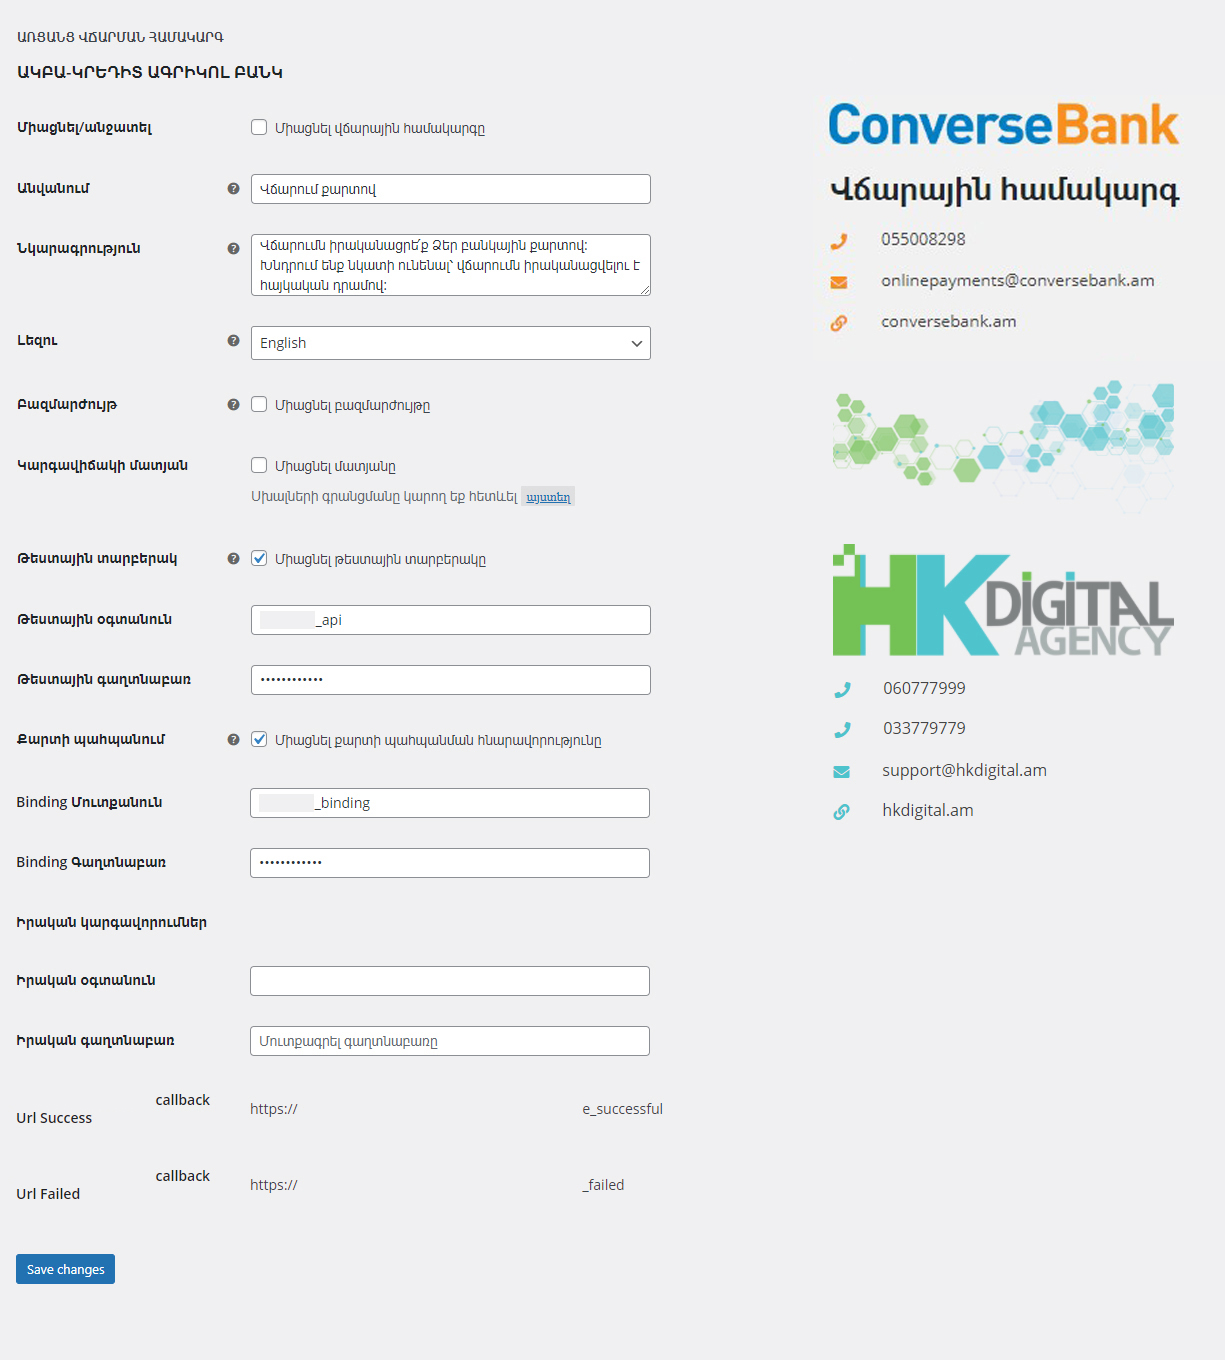 ԱՌՑԱՆՑ ՎՃԱՐՄԱՆ ՀԱՄԱԿԱՐԳ
ԱԿԲԱ-ԿՐԵԴԻՏ ԱԳՐԻԿՈԼ ԲԱՆԿ
Միացնել/անջատել
Միացնել վճարային համակարգը
Անվանում
Վճարում քարտով
Նկարագրություն
Վճարումն իրականացրե՛ք Ձեր բանկային քարտով:
Խնդրում ենք նկատի ունենալ՝ վճարումն իրականացվելու է
հայկական դրամով:
Լեզու
English
Բազմարժույթ
Միացնել բազմարժույթը
Կարգավիճակի մատյան
Միացնել մատյանը
Սխալների գրանցմանը կարող եք հետևել այստեղ
Թեստային տարբերակ
Միացնել թեստային տարբերակը
Թեստային օգտանուն
_api
Թեստային գաղտնաբառ
••••••••••••
Քարտի պահպանում
Միացնել քարտի պահպանման հնարավորությունը
Binding Մուտքանուն
_binding
Binding Գաղտնաբառ
••••••••••••
Իրական կարգավորումներ
Իրական օգտանուն
Իրական գաղտնաբառ
Մուտքագրել գաղտնաբառը
callback
Url Success
https:// e_successful
callback
Url Failed
https:// _failed
Save changes
ConverseBank
Վճարային համակարգ
055008298
onlinepayments@conversebank.am
conversebank.am
HK DIGITAL
AGENCY
060777999
033779779
support@hkdigital.am
hkdigital.am